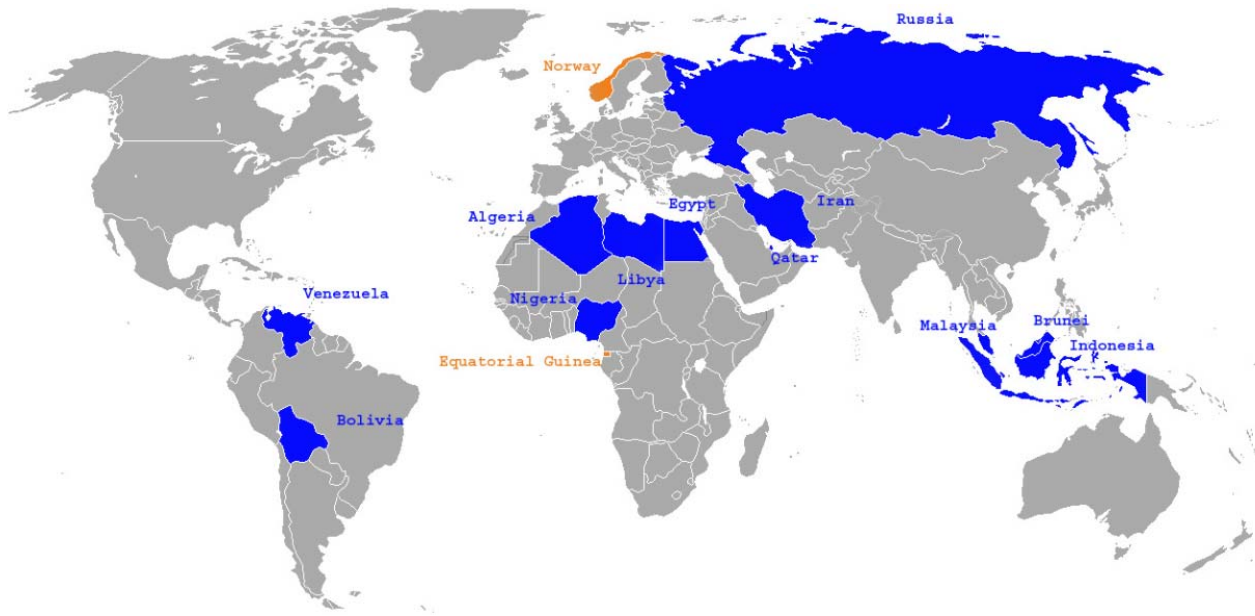 Russia
Norway
Egypt
Iran
Algeria
Qatar
Libya
Venezuela
Nigeria
Brunei
Malaysia
Indonesia
Equatorial Guinea
Bolivia